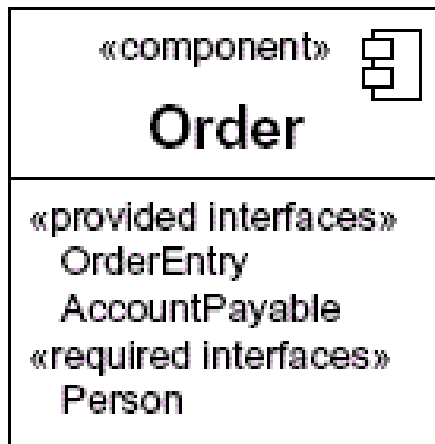 «component»
Order
«provided interfaces»
OrderEntry
AccountPayable
«required interfaces»
Person